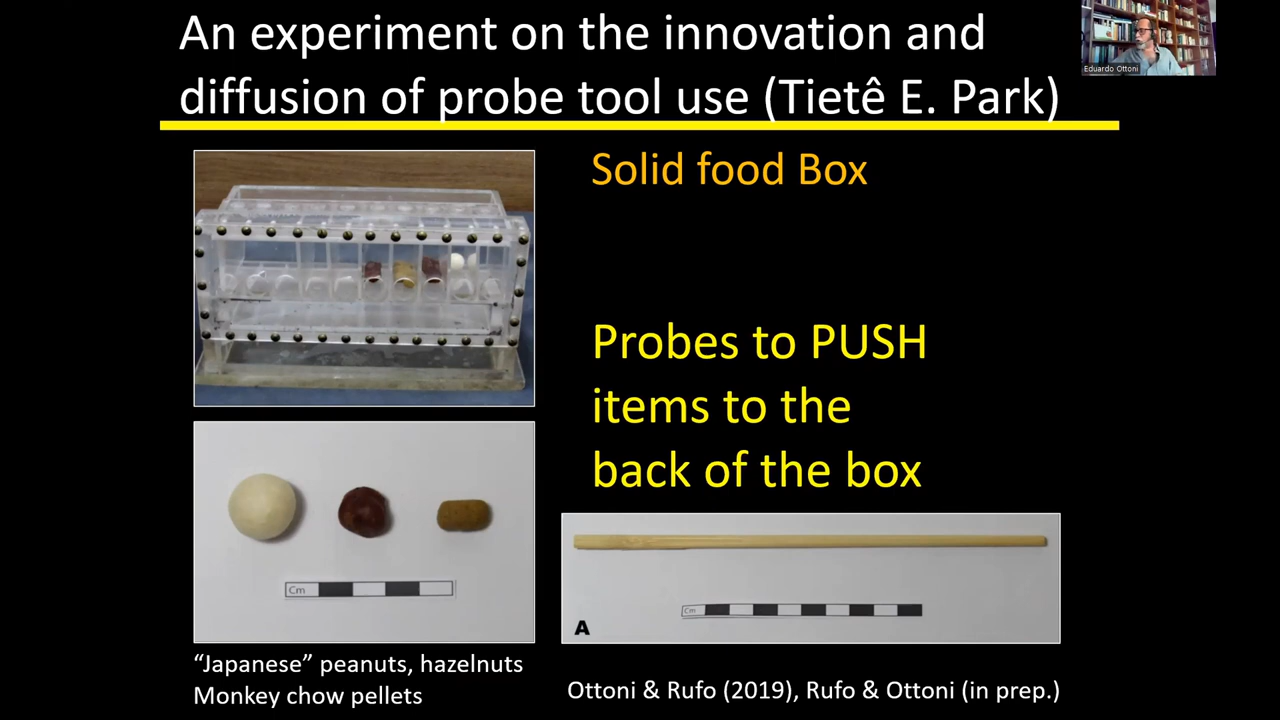 An experiment on the innovation and
diffusion of probe tool use (Tietê E. Park)
Eduardo Ottoni
Solid food Box
Probes to PUSH
items to the
back of the box
Cm
Cm
A
"Japanese" peanuts, hazelnuts
Monkey chow pellets
Ottoni & Rufo (2019), Rufo & Ottoni (in prep.)